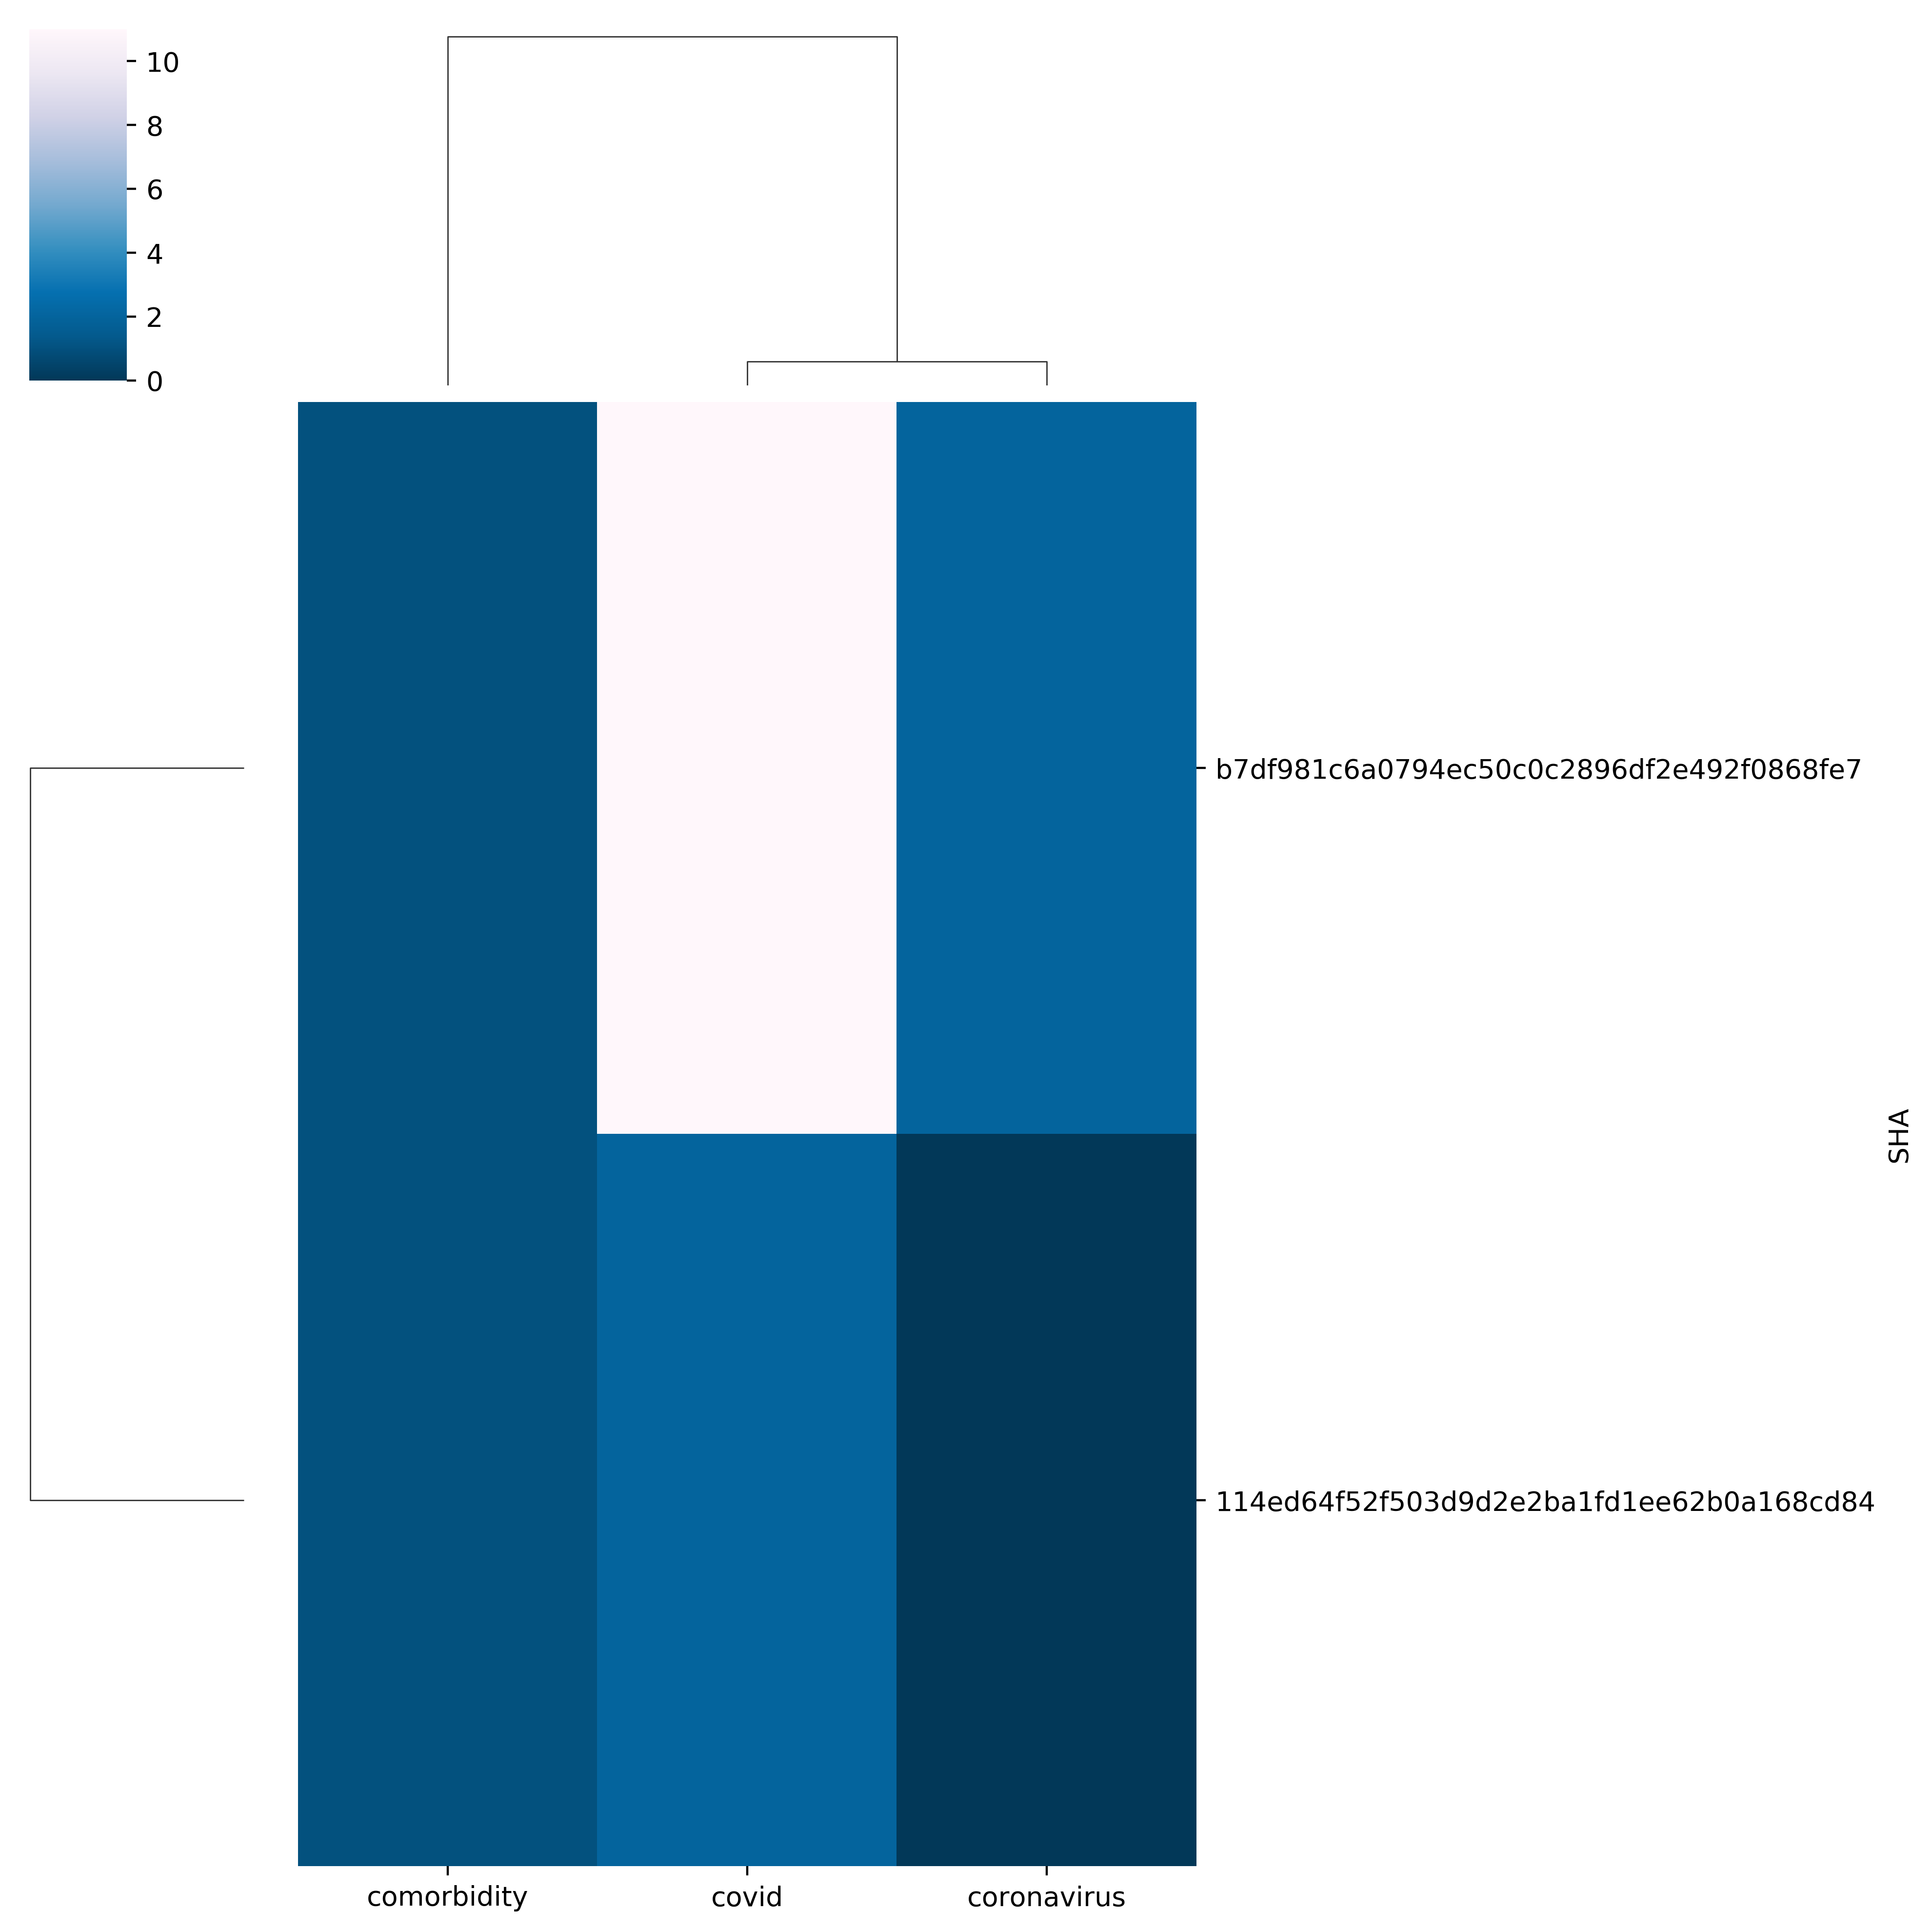 10
8
6
4
2
0
b7df981c6a0794ec50c0c2896df2e492f0868fe7
SHA
114ed64f52f503d9d2e2ba1fd1ee62b0a168cd84
comorbidity
covid
coronavirus